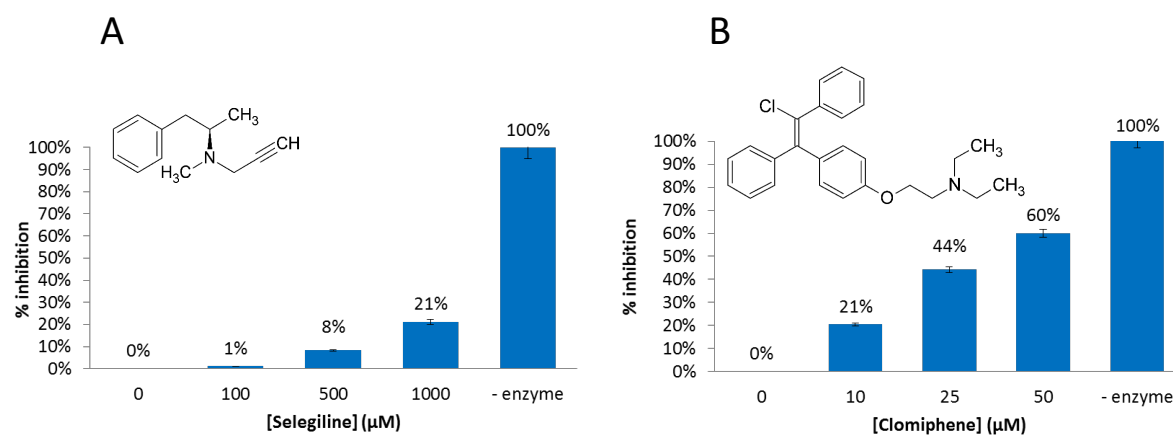 A
CH3
N
H3C
CH
100%
90%
80%
70%
60%
50%
40%
30%
20%
10%
0%
% inhibition
0%
1%
8%
21%
100%
0
100
500
1000
- enzyme
[Selegiline] (µM)
B
Cl
O
N
CH3
CH3
100%
90%
80%
70%
60%
50%
40%
30%
20%
10%
0%
% inhibition
0%
21%
44%
60%
100%
0
10
25
50
- enzyme
[Clomiphene] (µM)